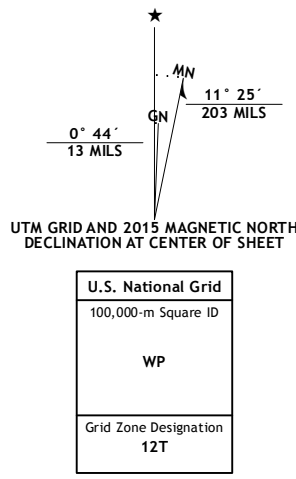 ★
MN
GN
11° 25´
203 MILS
0° 44´
13 MILS
UTM GRID AND 2015 MAGNETIC NORTH
DECLINATION AT CENTER OF SHEET
U.S. National Grid
100,000-m Square ID
WP
Grid Zone Designation
12T